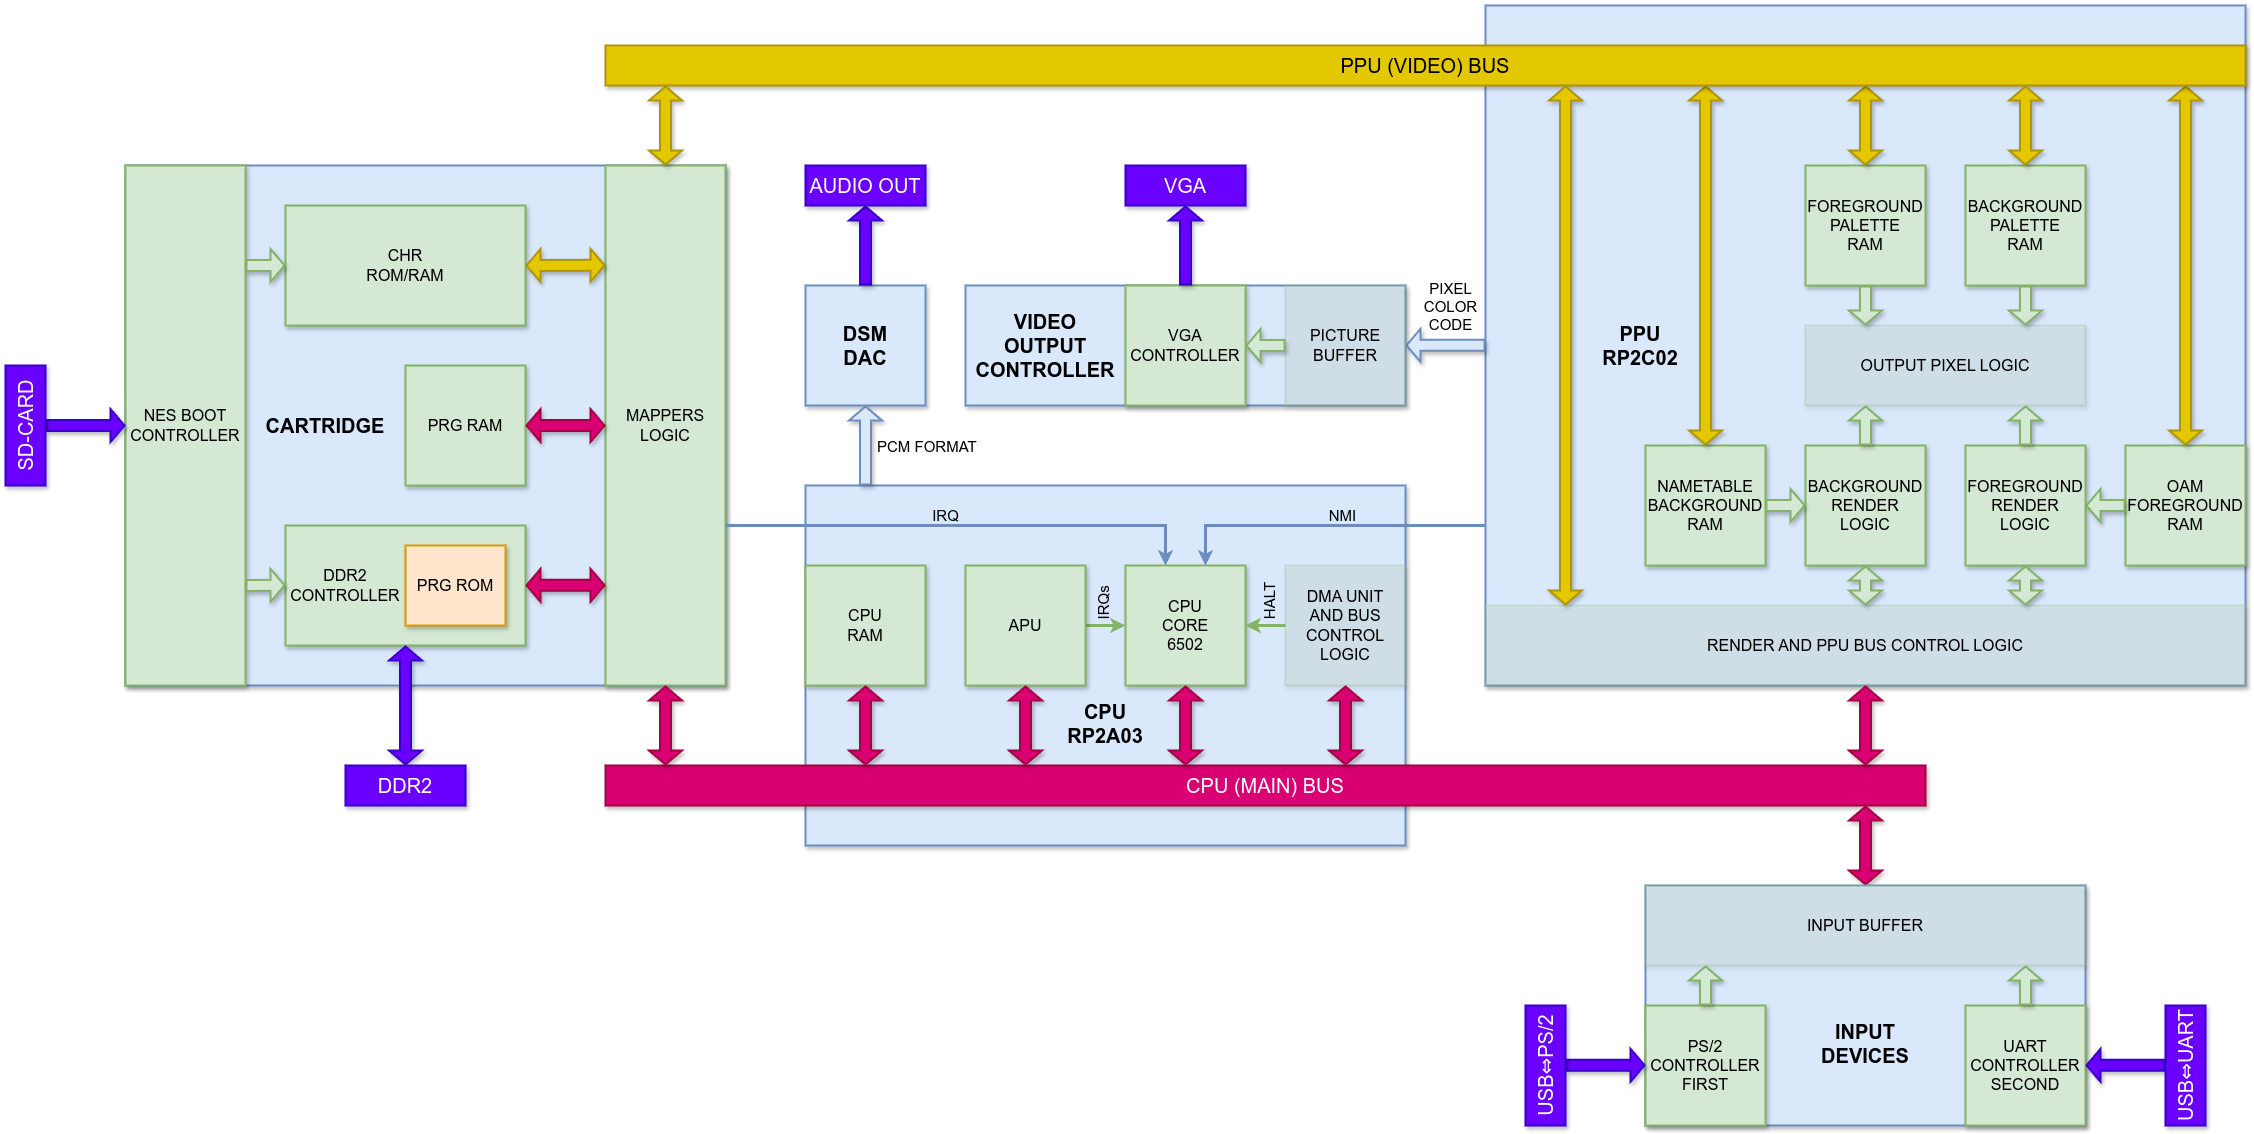 PPU (VIDEO) BUS
AUDIO OUT
VGA
FOREGROUND
PALETTE
RAM
BACKGROUND
PALETTE
RAM
CHR
ROM/RAM
PIXEL
COLOR
CODE
DSM
DAC
VIDEO
OUTPUT
CONTROLLER
VGA
CONTROLLER
PICTURE
BUFFER
PPU
RP2C02
OUTPUT PIXEL LOGIC
SD-CARD
NES BOOT
CONTROLLER
CARTRIDGE
PRG RAM
MAPPERS
LOGIC
PCM FORMAT
NAMETABLE
BACKGROUND
RAM
BACKGROUND
RENDER
LOGIC
FOREGROUND
RENDER
LOGIC
OAM
FOREGROUND
RAM
IRQ
NMI
DDR2
CONTROLLER
PRG ROM
CPU
RAM
APU
IRQs
CPU
CORE
6502
HALT
DMA UNIT
AND BUS
CONTROL
LOGIC
RENDER AND PPU BUS CONTROL LOGIC
CPU
RP2A03
DDR2
CPU (MAIN) BUS
INPUT BUFFER
USB⇔PS/2
PS/2
CONTROLLER
FIRST
INPUT
DEVICES
UART
CONTROLLER
SECOND
USB⇔UART